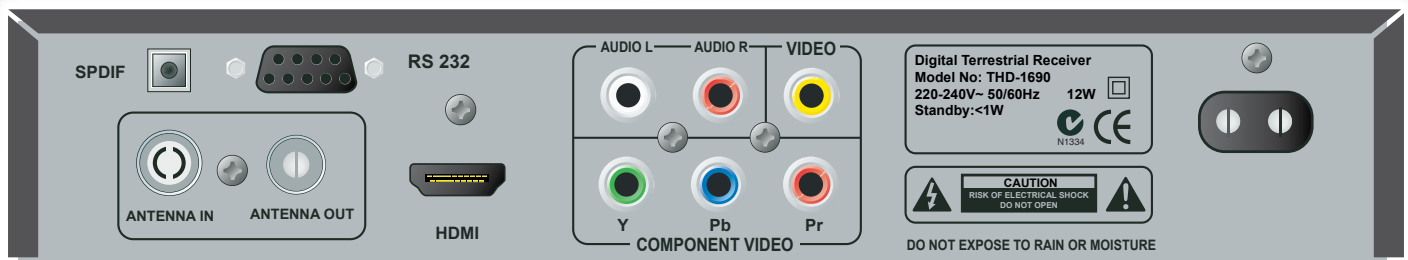 SPDIF
RS 232
ANTENNA IN
ANTENNA OUT
HDMI
AUDIO L
AUDIO R
VIDEO
Y
Pb
Pr
COMPONENT VIDEO
Digital Terrestrial Receiver
Model No: THD-1690
220-240V~ 50/60Hz 12W
Standby:<1W
N1334
CE
CAUTION
RISK OF ELECTRICAL SHOCK
DO NOT OPEN
DO NOT EXPOSE TO RAIN OR MOISTURE